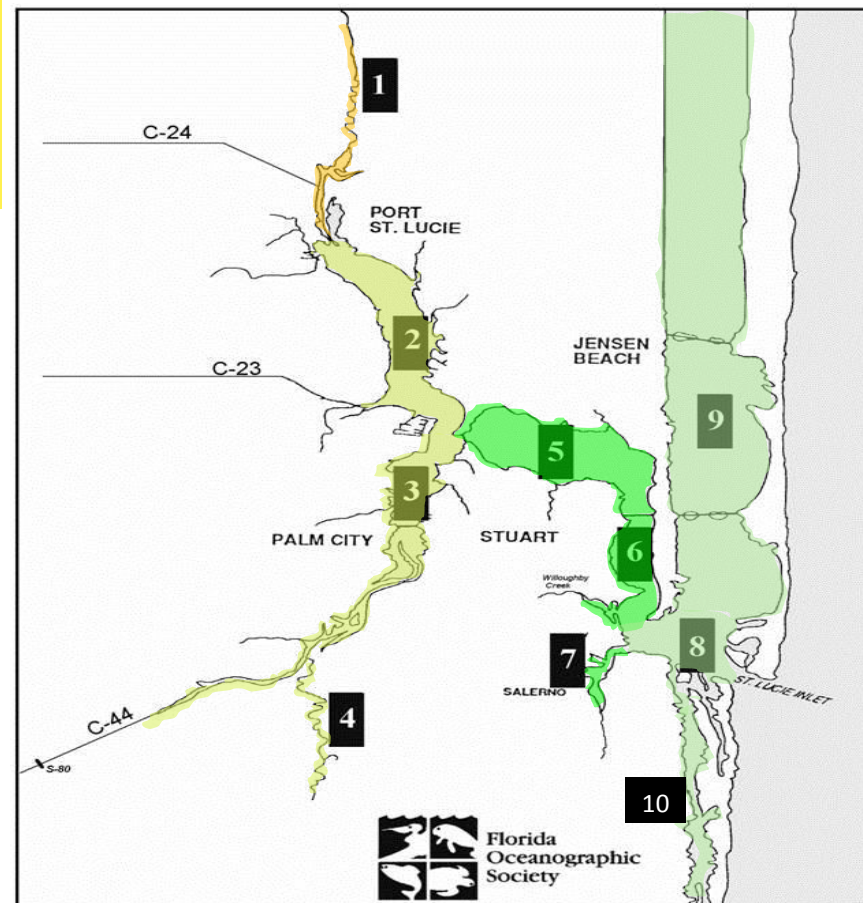 1
C-24
PORT
ST. LUCIE
2
JENSEN
BEACH
C-23
9
5
3
PALM CITY
STUART
6
Willoughby
Creek
7
8
SALERNO
ST. LUCIE INLET
C-44
4
S-80
10
Florida
Oceanographic
Society